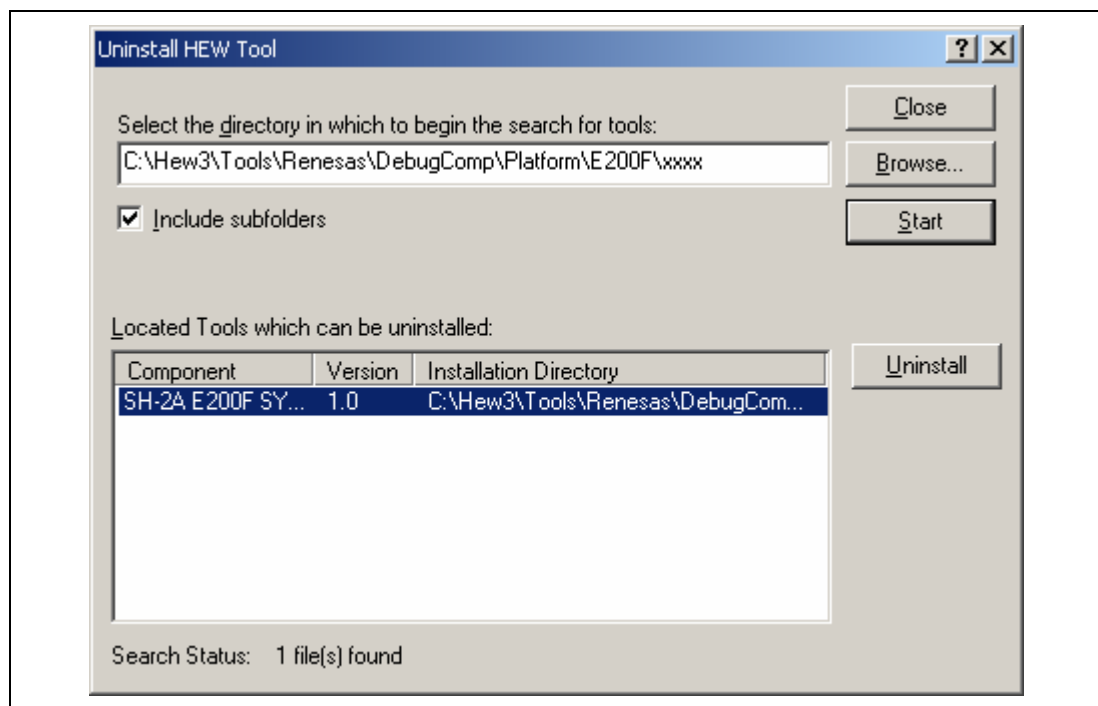 Uninstall HEW Tool
Select the directory in which to begin the search for tools:
Close
C:\Hew3\Tools\Renesas\DebugComp\Platform\E200F\xxxx
Browse...
Include subfolders
Start
Located Tools which can be uninstalled:
Uninstall
Component Version Installation Directory
SH-2A E200F SY... 1.0 C:\Hew3\Tools\Renesas\DebugCom...
Search Status: 1 file(s) found